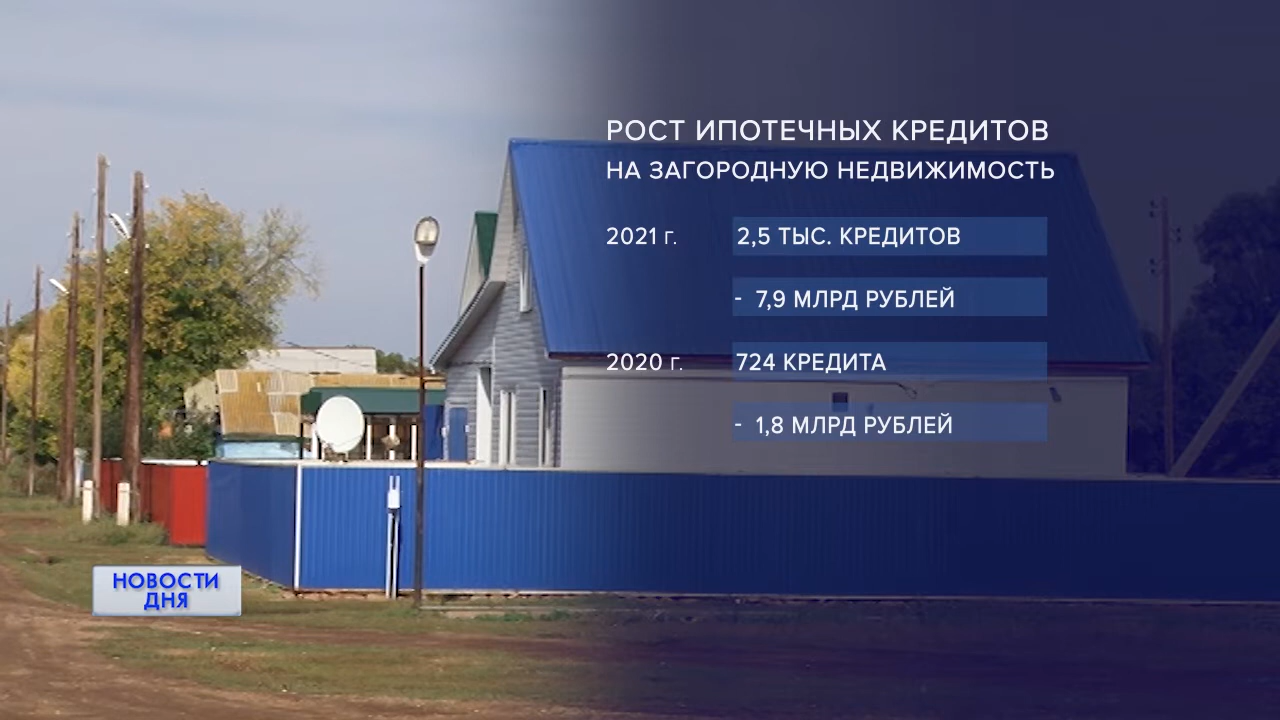 РОСТ ИПОТЕЧНЫХ КРЕДИТОВ
НА ЗАГОРОДНУЮ НЕДВИЖИМОСТЬ
2021 г. 2,5 ТЫС. КРЕДИТОВ
- 7,9 МЛРД РУБЛЕЙ
2020 г. 724 КРЕДИТА
- 1,8 МЛРД РУБЛЕЙ
НОВОСТИ
ДНЯ